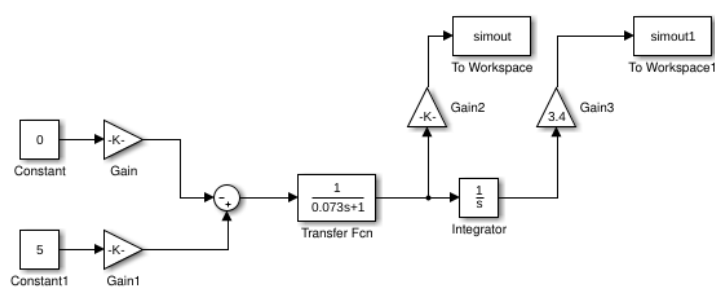 simout
To Workspace
simout1
To Workspace1
-K-
Gain2
3.4
Gain3
0
Constant
-K-
Gain
-
+
1
0.073s+1
Transfer Fcn
1
s
Integrator
5
Constant1
-K-
Gain1